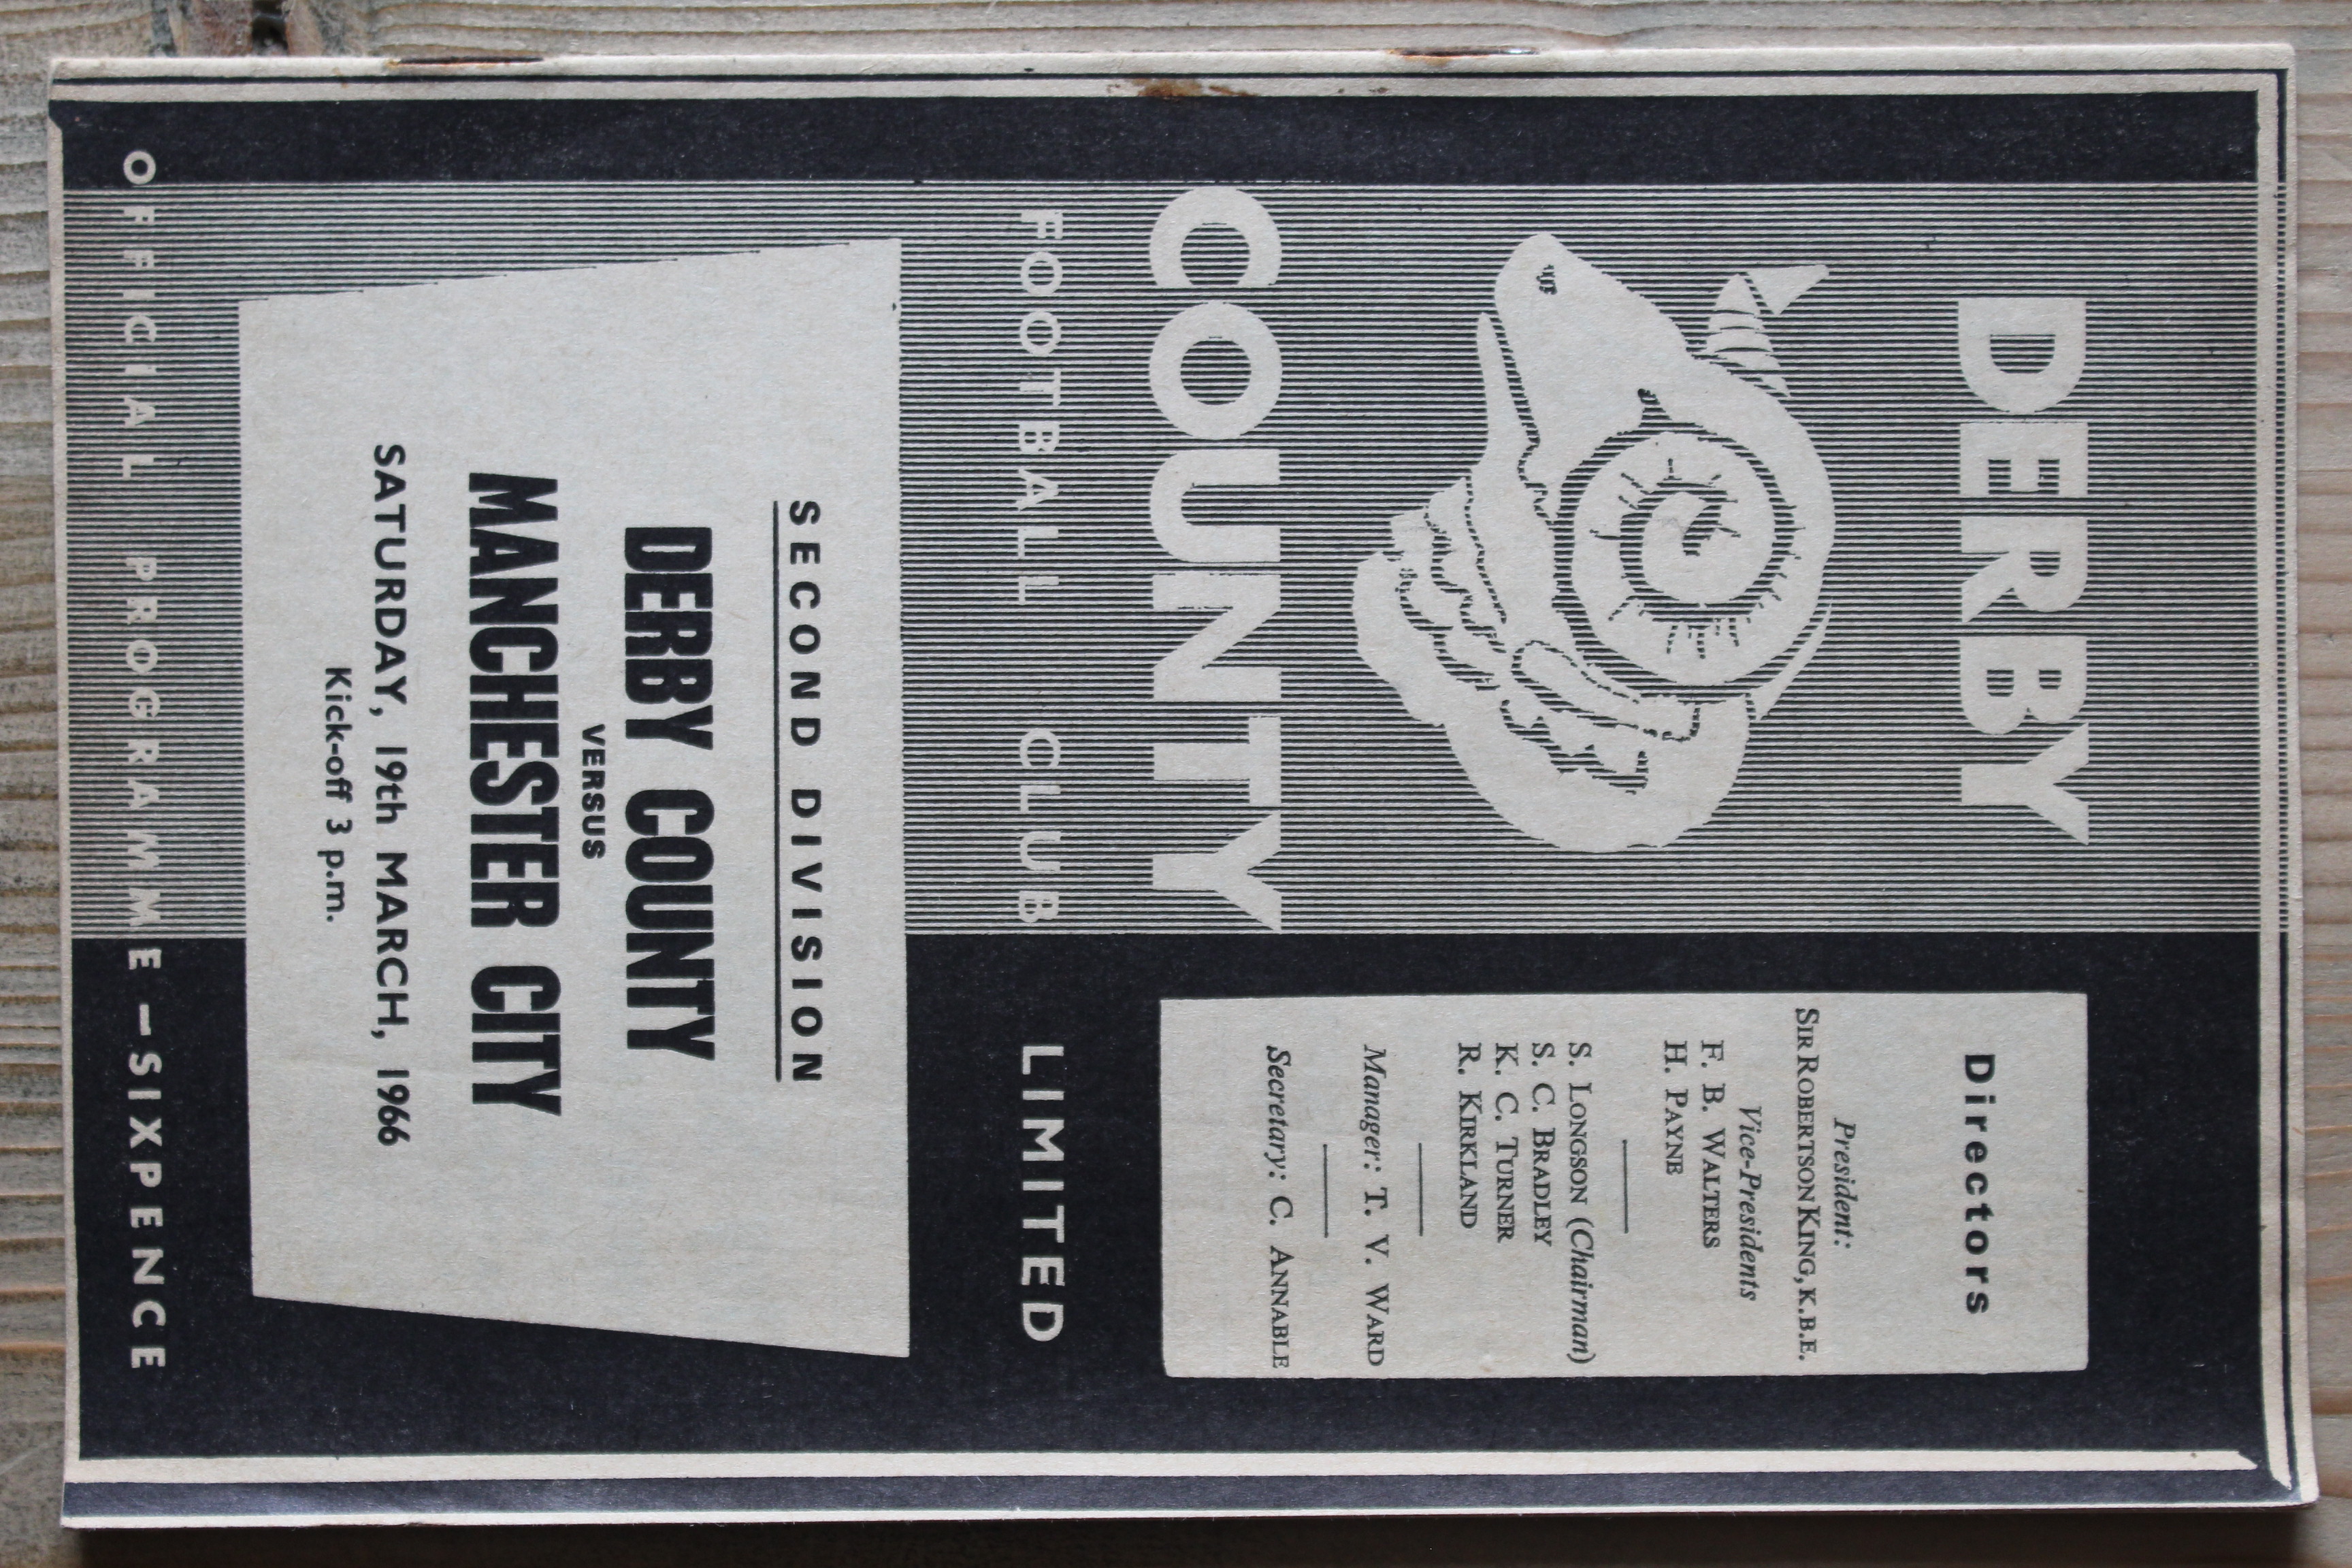 DERBY
COUNTY
FOOTBALL CLUB LIMITED
Directors
President:
SIR ROBERTSON KING, K.B.E.
Vice-Presidents
F. B. WALTERS
H. PAYNE
S. LONGSON (Chairman)
S. C. BRADLEY
K. C. TURNER
R. KIRKLAND
Manager: T. V. WARD
Secretary: C. ANNABLE
SECOND DIVISION
DERBY COUNTY
VERSUS
MANCHESTER CITY
SATURDAY, 19th MARCH, 1966
Kick-off 3 p.m.
OFFICIAL PROGRAMME – SIXPENCE